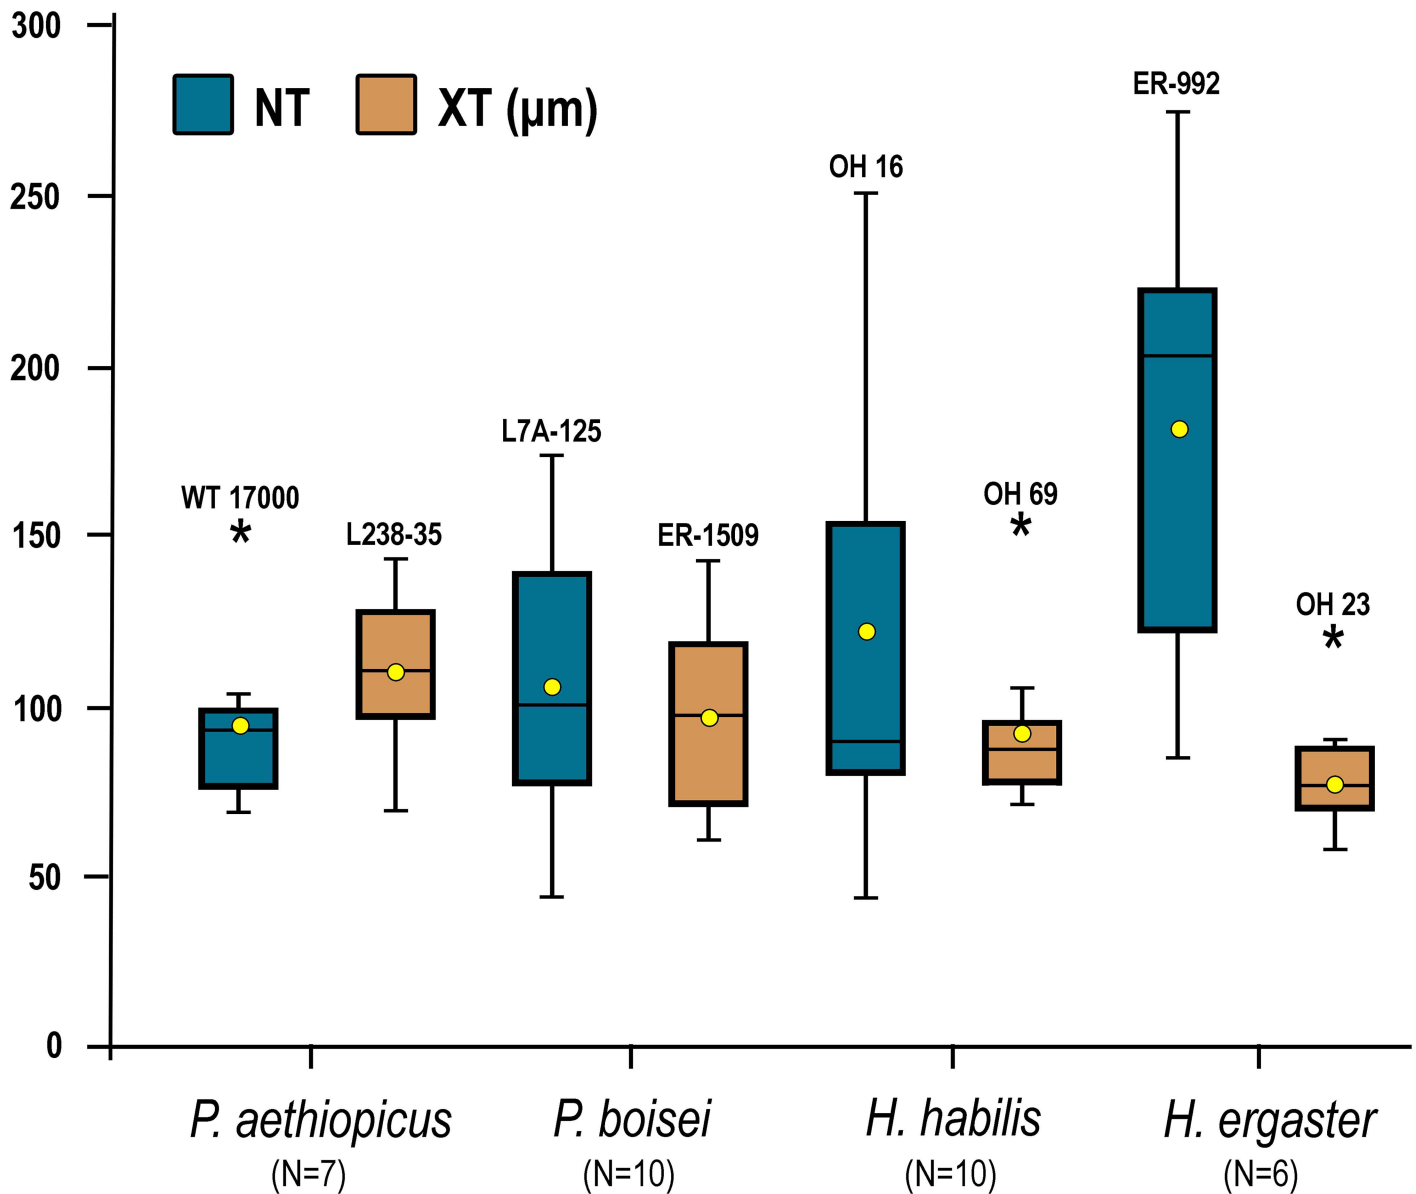 300
250
200
150
100
50
0
NT
XT (µm)
WT 17000
*
L238-35
L7A-125
ER-1509
OH 16
OH 69
*
ER-992
OH 23
*
P. aethiopicus
(N=7)
P. boisei
(N=10)
H. habilis
(N=10)
H. ergaster
(N=6)